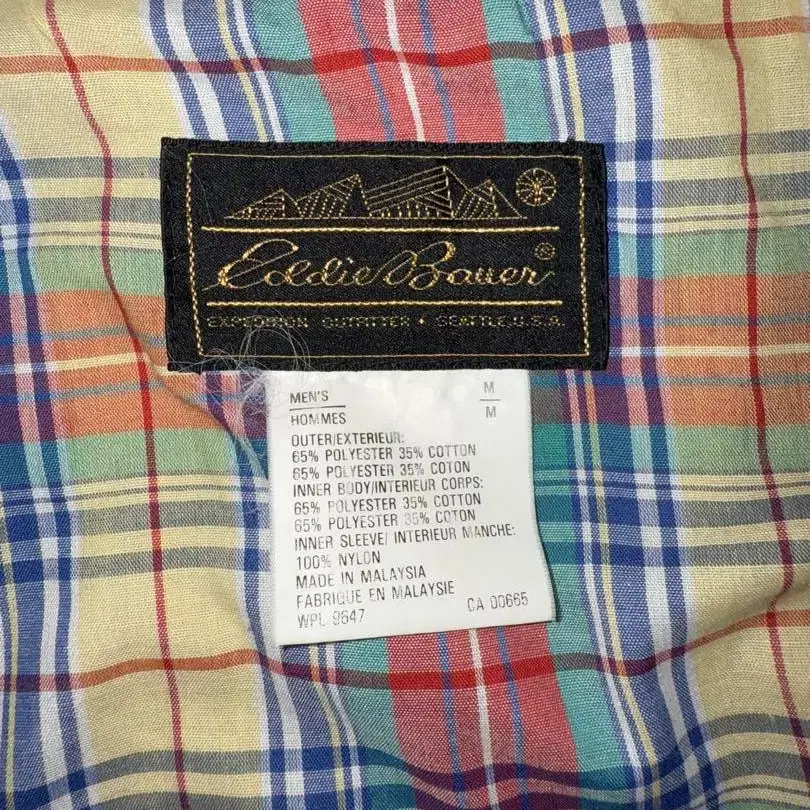 Eddie Bauer®
EXPEDITION OUTFITTER • SEATTLE, U.S.A.
MEN'S M
HOMMES M
OUTER/EXTERIEUR:
65% POLYESTER 35% COTTON
65% POLYESTER 35% COTON
INNER BODY/INTERIEUR CORPS:
65% POLYESTER 35% COTTON
65% POLYESTER 35% COTON
INNER SLEEVE/ INTERIEUR MANCHE:
100% NYLON
MADE IN MALAYSIA
FABRIQUE EN MALAYSIE
WPL 9647 CA 00665